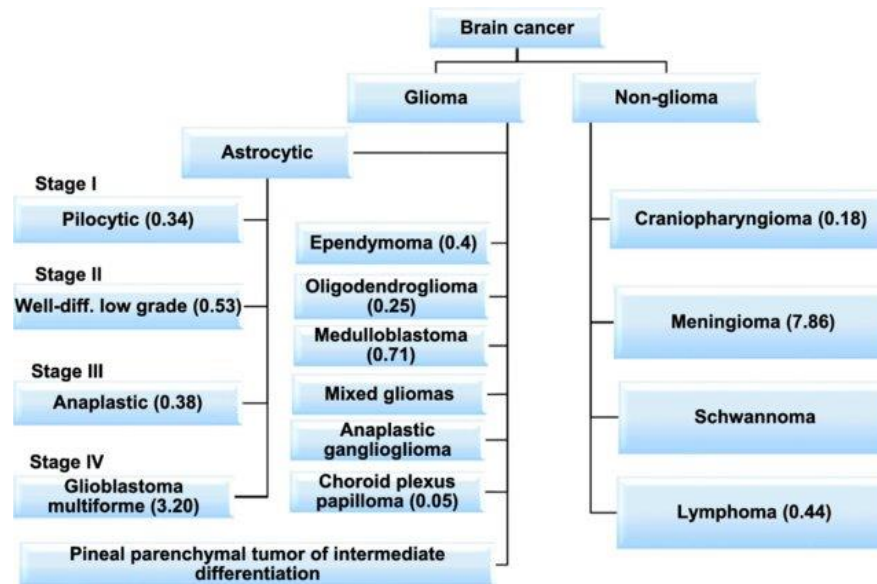 Brain cancer
Glioma
Non-glioma
Astrocytic
Stage I
Pilocytic (0.34)
Stage II
Well-diff. low grade (0.53)
Stage III
Anaplastic (0.38)
Stage IV
Glioblastoma
multiforme (3.20)
Ependymoma (0.4)
Oligodendroglioma
(0.25)
Medulloblastoma
(0.71)
Mixed gliomas
Anaplastic
ganglioglioma
Choroid plexus
papilloma (0.05)
Pineal parenchymal tumor of intermediate
differentiation
Craniopharyngioma (0.18)
Meningioma (7.86)
Schwannoma
Lymphoma (0.44)